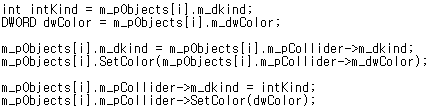 int intKind = m_pObjects[i].m_dkind;
DWORD dwColor = m_pObjects[i].m_dwColor;
m_pObjects[i].m_dkind = m_pObjects[i].m_pCollider->m_dkind;
m_pObjects[i].SetColor(m_pObjects[i].m_pCollider->m_dwColor);
m_pObjects[i].m_pCollider->m_dkind = intKind;
m_pObjects[i].m_pCollider->SetColor(dwColor);